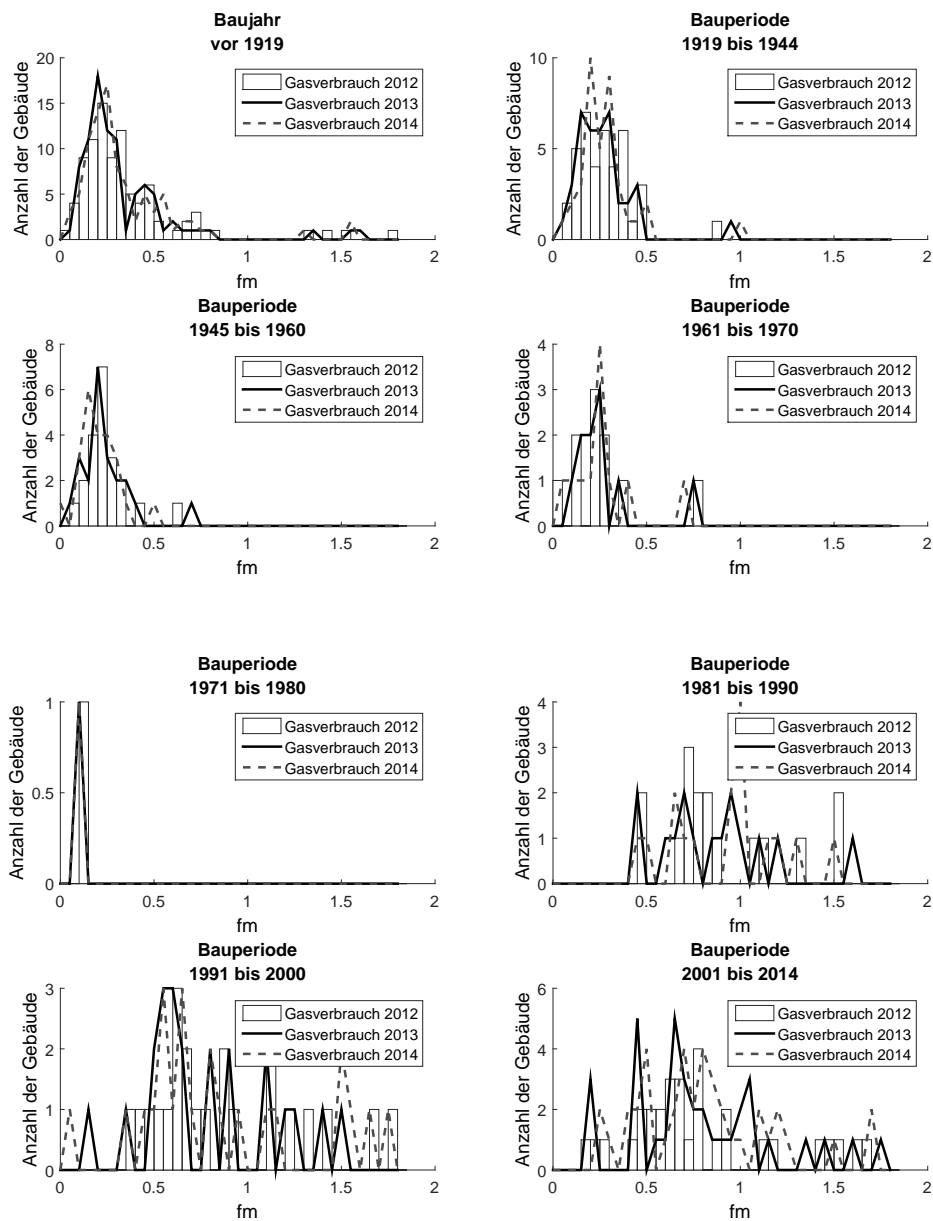 Baujahr
vor 1919
Anzahl der Gebäude
20
15
10
5
0
Gasverbrauch 2012
Gasverbrauch 2013
Gasverbrauch 2014
0 0.5 1 1.5 2
fm
Bauperiode
1919 bis 1944
Anzahl der Gebäude
10
5
0
Gasverbrauch 2012
Gasverbrauch 2013
Gasverbrauch 2014
0 0.5 1 1.5 2
fm
Bauperiode
1945 bis 1960
Anzahl der Gebäude
8
6
4
2
0
Gasverbrauch 2012
Gasverbrauch 2013
Gasverbrauch 2014
0 0.5 1 1.5 2
fm
Bauperiode
1961 bis 1970
Anzahl der Gebäude
4
3
2
1
0
Gasverbrauch 2012
Gasverbrauch 2013
Gasverbrauch 2014
0 0.5 1 1.5 2
fm
Bauperiode
1971 bis 1980
Anzahl der Gebäude
1
0.5
0
Gasverbrauch 2012
Gasverbrauch 2013
Gasverbrauch 2014
0 0.5 1 1.5 2
fm
Bauperiode
1981 bis 1990
Anzahl der Gebäude
4
3
2
1
0
Gasverbrauch 2012
Gasverbrauch 2013
Gasverbrauch 2014
0 0.5 1 1.5 2
fm
Bauperiode
1991 bis 2000
Anzahl der Gebäude
3
2
1
0
Gasverbrauch 2012
Gasverbrauch 2013
Gasverbrauch 2014
0 0.5 1 1.5 2
fm
Bauperiode
2001 bis 2014
Anzahl der Gebäude
6
4
2
0
Gasverbrauch 2012
Gasverbrauch 2013
Gasverbrauch 2014
0 0.5 1 1.5 2
fm